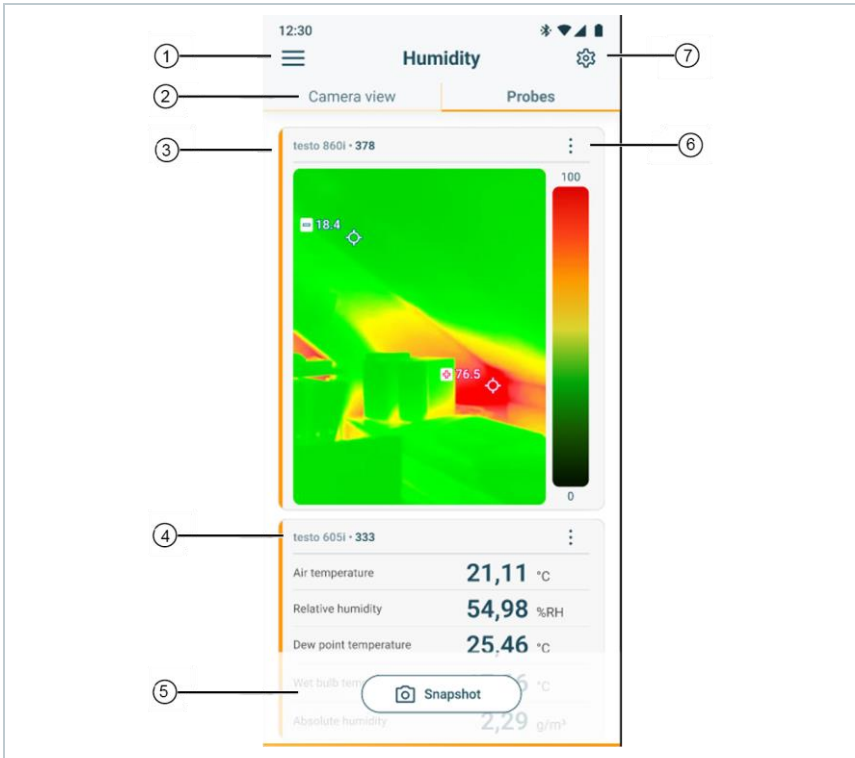 12:30
1
Humidity
7
2
Camera view
Probes
3
testo 860i • 378
6
100
18.4
76.5
0
4
testo 605i • 333
Air temperature 21,11 °C
Relative humidity 54,98 %RH
Dew point temperature 25,46 °C
5
Wet bulb °C
Snapshot
Absolute humidity 2,29 g/m³